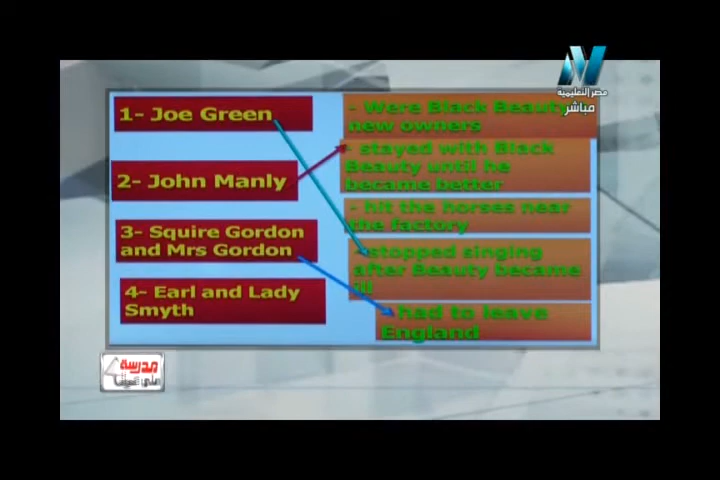 مصر التعليمية
مباشر
1- Joe Green
2- John Manly
3- Squire Gordon
and Mrs Gordon
4- Earl and Lady
Smyth
- Were Black Beauty
new owners
- stayed with Black
Beauty until he
became better
- hit the horses near
the factory
-stopped singing
after Beauty became
ill
- had to leave
England
مدرسة